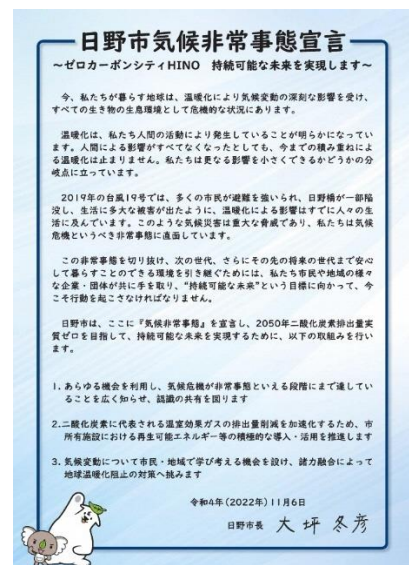 日野市気候非常事態宣言
～ゼロカーボンシティHINO　持続可能な未来を実現します～
今、私たちが暮らす地球は、温暖化により気候変動の深刻な影響を受け、
すべての生き物の生息環境として危機的な状況にあります。
温暖化は、私たち人間の活動により発生していることが明らかになってい
ます。人間による影響がすべてなくなったとしても、今までの積み重ねによ
る温暖化は止まりません。私たちは更なる影響を小さくできるかどうかの分
岐点に立っています。
2019年の台風19号では、多くの市民が避難を強いられ、日野橋が一部陥
没し、生活に多大な被害が出たように、温暖化による影響はすでに人々の生
活に及んでいます。このような気候災害は重大な脅威であり、私たちは気候
危機というべき非常事態に直面しています。
この非常事態を切り抜け、次の世代、さらにその先の将来の世代まで安心
して暮らすことのできる環境を引き継ぐためには、私たち市民や地域の様々
な企業・団体が共に手を取り、“持続可能な未来”という目標に向かって、今
こそ行動を起こさなければなりません。
日野市は、ここに『気候非常事態』を宣言し、2050年二酸化炭素排出量実
質ゼロを目指して、持続可能な未来を実現するために、以下の取組みを行い
ます。
1. あらゆる機会を利用し、気候危機が非常事態といえる段階にまで達してい
ることを広く知らせ、認識の共有を図ります
2.二酸化炭素に代表される温室効果ガスの排出量削減を加速化するため、市
所有施設における再生可能エネルギー等の積極的な導入・活用を推進します
3. 気候変動について市民・地域で学び考える機会を設け、諸力融合によって
地球温暖化阻止の対策へ挑みます
令和4年(2022年)11月6日
日野市長　大坪冬彦